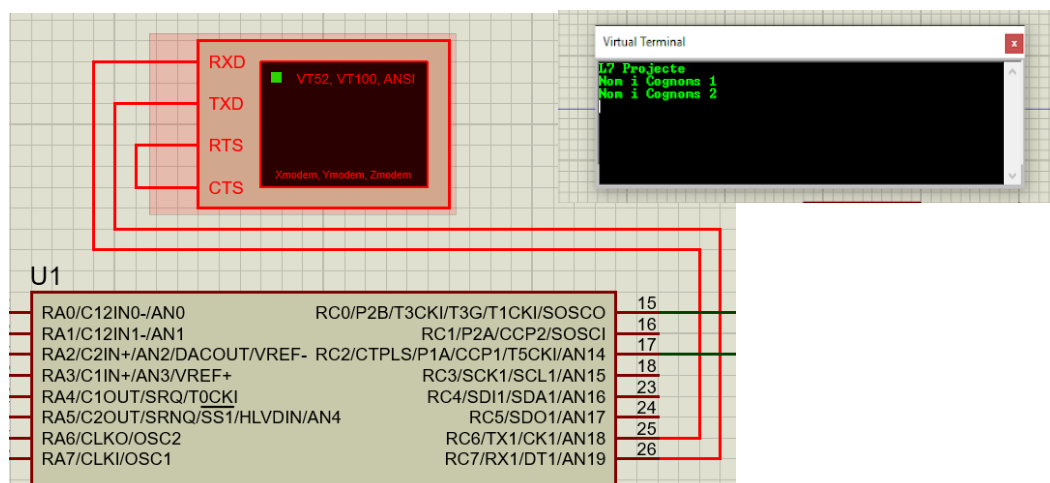 RXD
TXD
RTS
CTS
VT52, VT100, ANSI
Xmodem, Ymodem, Zmodem
Virtual Terminal
x
L7 Projecte
Nom i Cognoms 1
Nom i Cognoms 2
U1
RA0/C12IN0-/AN0
RA1/C12IN1-/AN1
RA2/C2IN+/AN2/DACOUT/VREF-
RA3/C1IN+/AN3/VREF+
RA4/C1OUT/SRQ/T0CKI
RA5/C2OUT/SRNQ/SS1/HLVDIN/AN4
RA6/CLKO/OSC2
RA7/CLKI/OSC1
RC0/P2B/T3CKI/T3G/T1CKI/SOSCO 15
RC1/P2A/CCP2/SOSCI 16
RC2/CTPLS/P1A/CCP1/T5CKI/AN14 17
RC3/SCK1/SCL1/AN15 18
RC4/SDI1/SDA1/AN16 23
RC5/SDO1/AN17 24
RC6/TX1/CK1/AN18 25
RC7/RX1/DT1/AN19 26